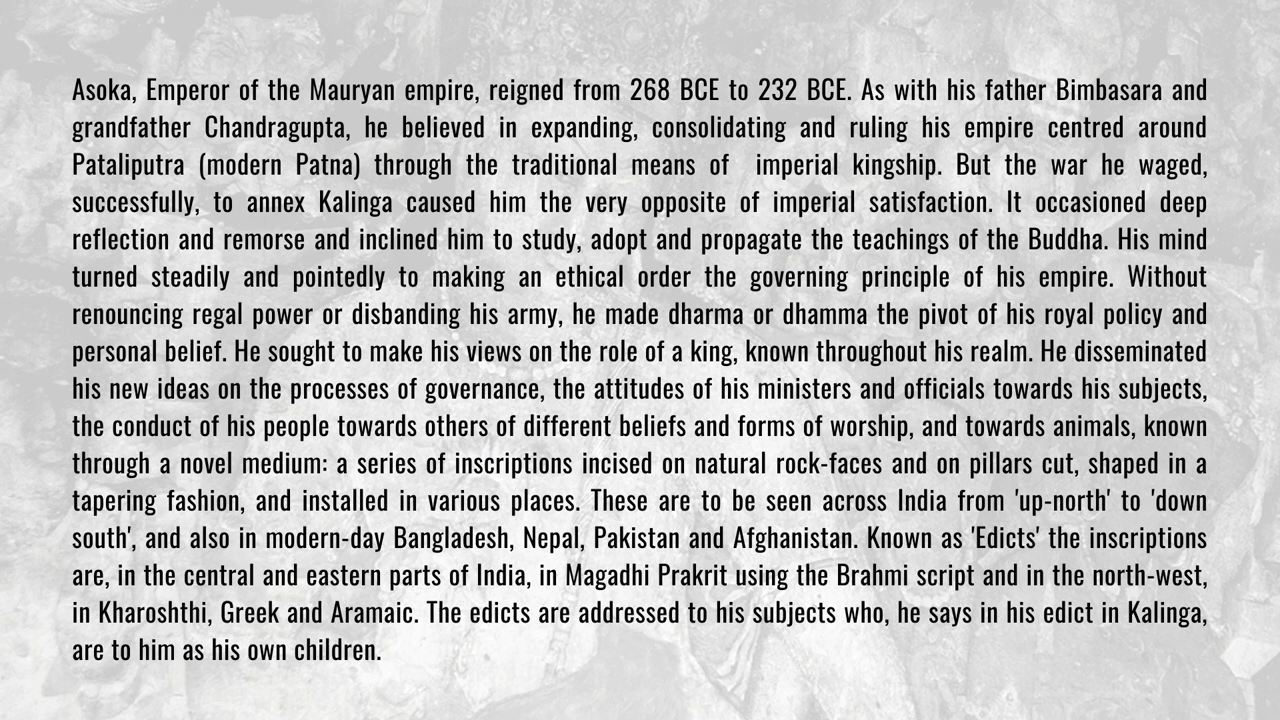 Asoka, Emperor of the Mauryan empire, reigned from 268 BCE to 232 BCE. As with his father Bimbasara and
grandfather Chandragupta, he believed in expanding, consolidating and ruling his empire centred around
Pataliputra (modern Patna) through the traditional means of imperial kingship. But the war he waged,
successfully, to annex Kalinga caused him the very opposite of imperial satisfaction. It occasioned deep
reflection and remorse and inclined him to study, adopt and propagate the teachings of the Buddha. His mind
turned steadily and pointedly to making an ethical order the governing principle of his empire. Without
renouncing regal power or disbanding his army, he made dharma or dhamma the pivot of his royal policy and
personal belief. He sought to make his views on the role of a king, known throughout his realm. He disseminated
his new ideas on the processes of governance, the attitudes of his ministers and officials towards his subjects,
the conduct of his people towards others of different beliefs and forms of worship, and towards animals, known
through a novel medium: a series of inscriptions incised on natural rock-faces and on pillars cut, shaped in a
tapering fashion, and installed in various places. These are to be seen across India from 'up-north' to 'down
south', and also in modern-day Bangladesh, Nepal, Pakistan and Afghanistan. Known as 'Edicts' the inscriptions
are, in the central and eastern parts of India, in Magadhi Prakrit using the Brahmi script and in the north-west,
in Kharoshthi, Greek and Aramaic. The edicts are addressed to his subjects who, he says in his edict in Kalinga,
are to him as his own children.